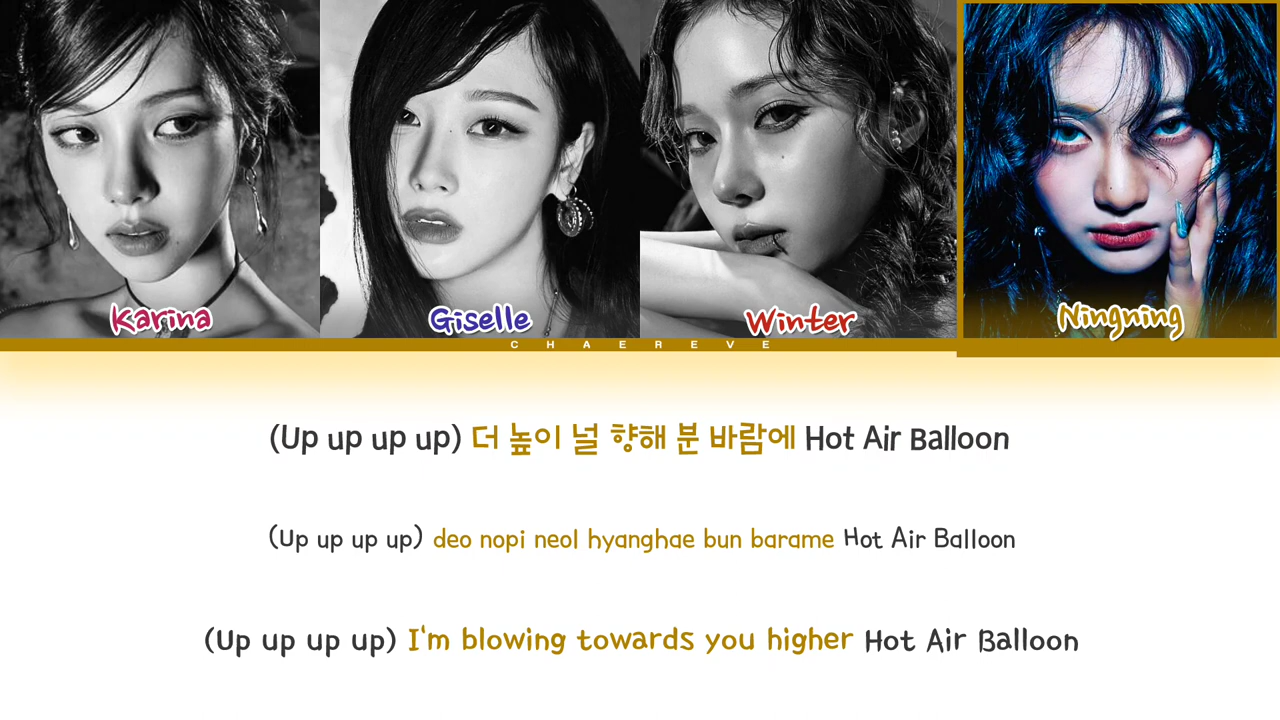 Karina
Giselle
Winter
Ningning
CHAEREVE
(Up up up up) 더 높이 널 향해 분 바람에 Hot Air Balloon
(Up up up up) deo nopi neol hyanghae bun barame Hot Air Balloon
(Up up up up) I'm blowing towards you higher Hot Air Balloon